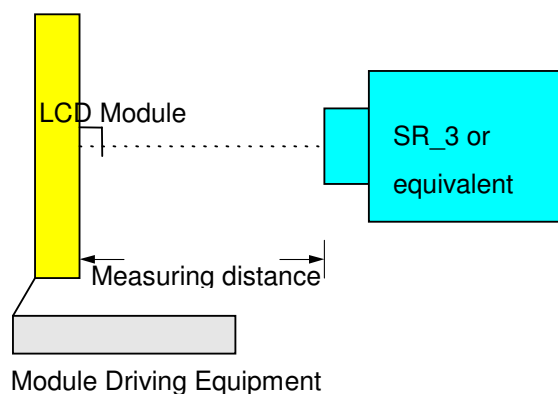 LCD Module
SR_3 or
equivalent
Measuring distance
Module Driving Equipment